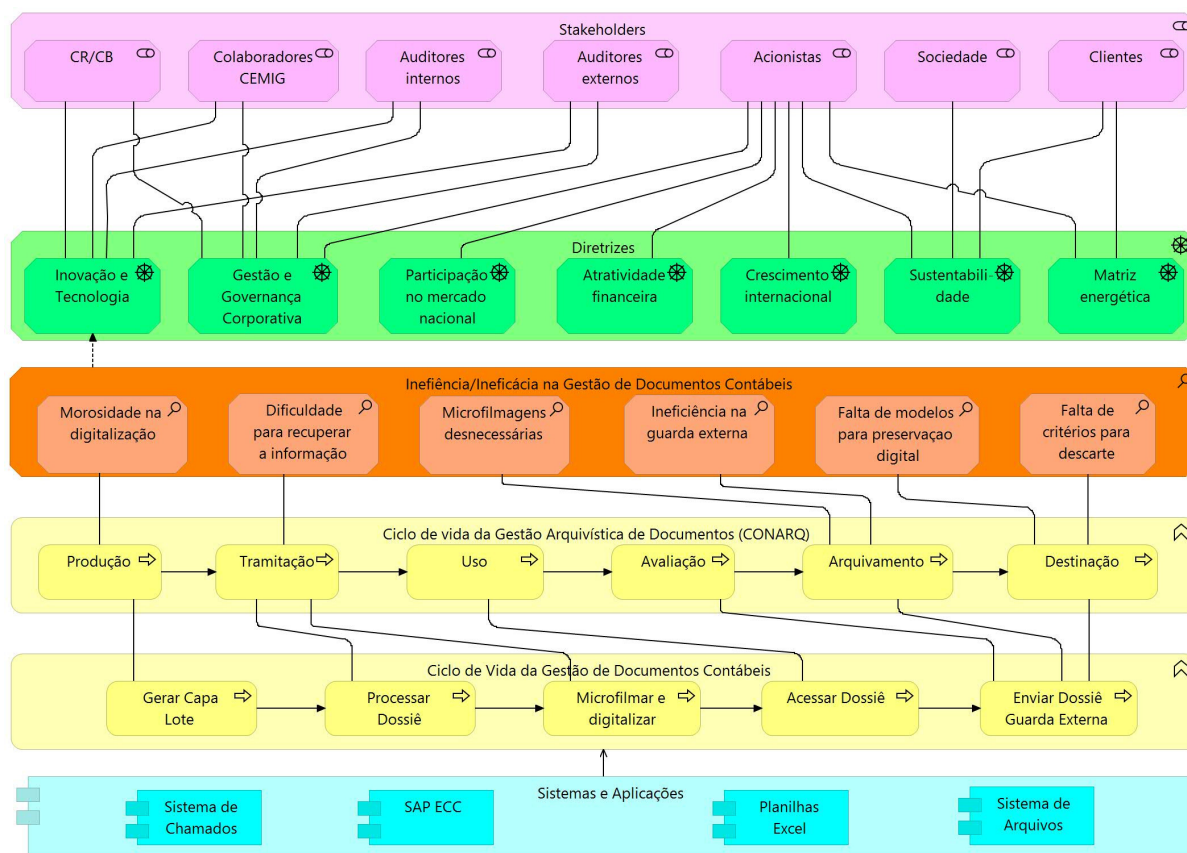 Stakeholders
CR/CB
Colaboradores
CEMIG
Auditores
internos
Auditores
externos
Acionistas
Sociedade
Clientes
Diretrizes
Inovação e
Tecnologia
Gestão e
Governança
Corporativa
Participação
no mercado
nacional
Atratividade
financeira
Crescimento
internacional
Sustentabili-
dade
Matriz
energética
Inefiência/Ineficácia na Gestão de Documentos Contábeis
Morosidade na
digitalização
Dificuldade
para recuperar
a informação
Microfilmagens
desnecessárias
Ineficiência na
guarda externa
Falta de modelos
para preservaçao
digital
Falta de
critérios para
descarte
Ciclo de vida da Gestão Arquivística de Documentos (CONARQ)
Produção
Tramitação
Uso
Avaliação
Arquivamento
Destinação
Ciclo de Vida da Gestão de Documentos Contábeis
Gerar Capa
Lote
Processar
Dossiê
Microfilmar e
digitalizar
Acessar Dossiê
Enviar Dossiê
Guarda Externa
Sistemas e Aplicações
Sistema de
Chamados
SAP ECC
Planilhas
Excel
Sistema de
Arquivos